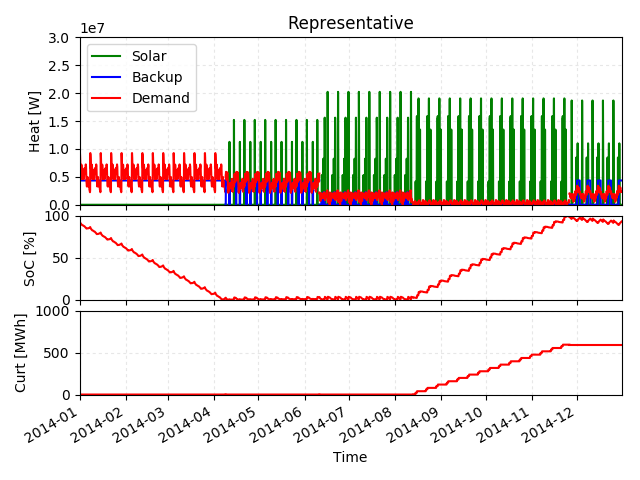 Representative
1e7
3.0
2.5
2.0
1.5
1.0
0.5
0.0
Heat [W]
Solar
Backup
Demand
100
50
0
SoC [%]
1000
500
0
Curt [MWh]
2014-01
2014-02
2014-03
2014-04
2014-05
2014-06
2014-07
2014-08
2014-09
2014-10
2014-11
2014-12
Time